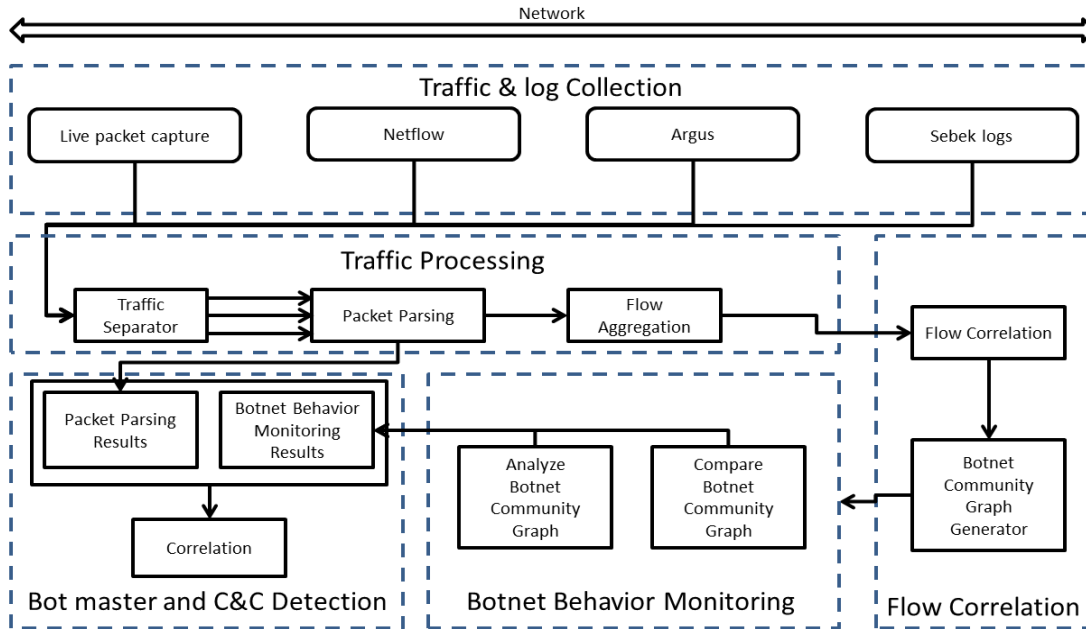 Network
Traffic & log Collection
Live packet capture
Netflow
Argus
Sebek logs
Traffic Processing
Traffic
Separator
Packet Parsing
Flow
Aggregation
Flow Correlation
Packet Parsing
Results
Botnet Behavior
Monitoring
Results
Analyze
Botnet
Community
Graph
Compare
Botnet
Community
Graph
Botnet
Community
Graph
Generator
Correlation
Bot master and C&C Detection
Botnet Behavior Monitoring
Flow Correlation